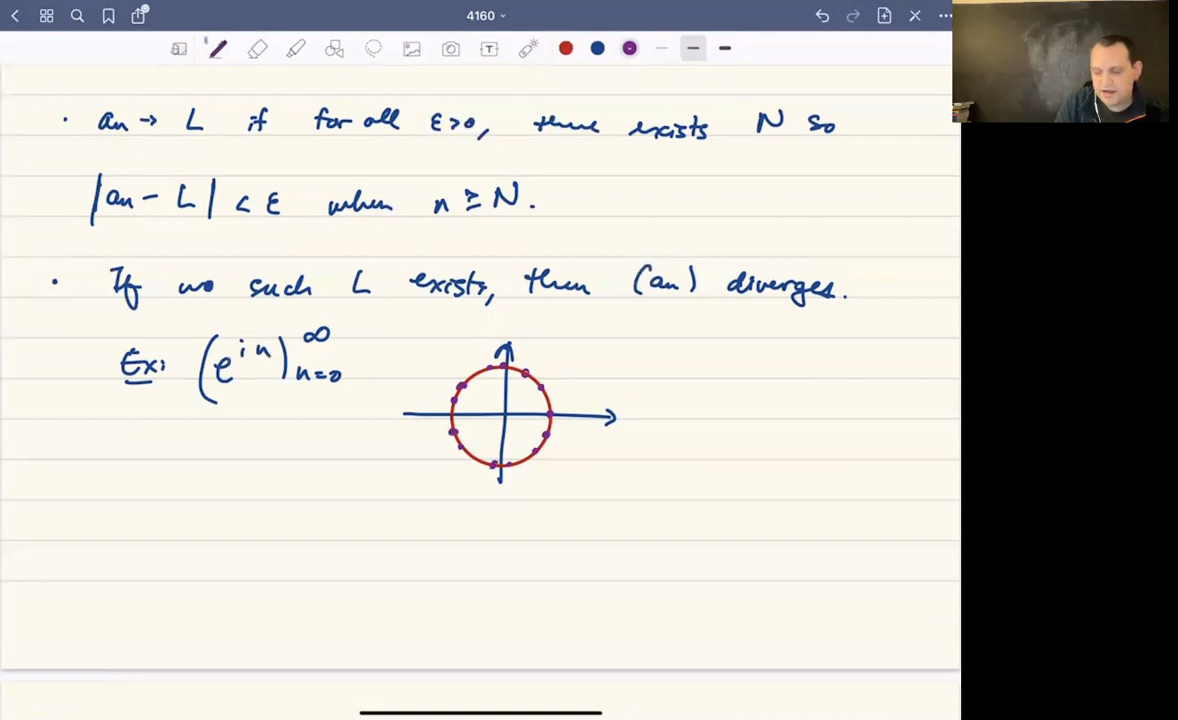 4160
· an → L if for all ε>0, there exists N so
|an - L| < ε when n ≥ N.
· If no such L exists, then (an) diverges.
Ex: (e^{in})_{n=0}^{∞}